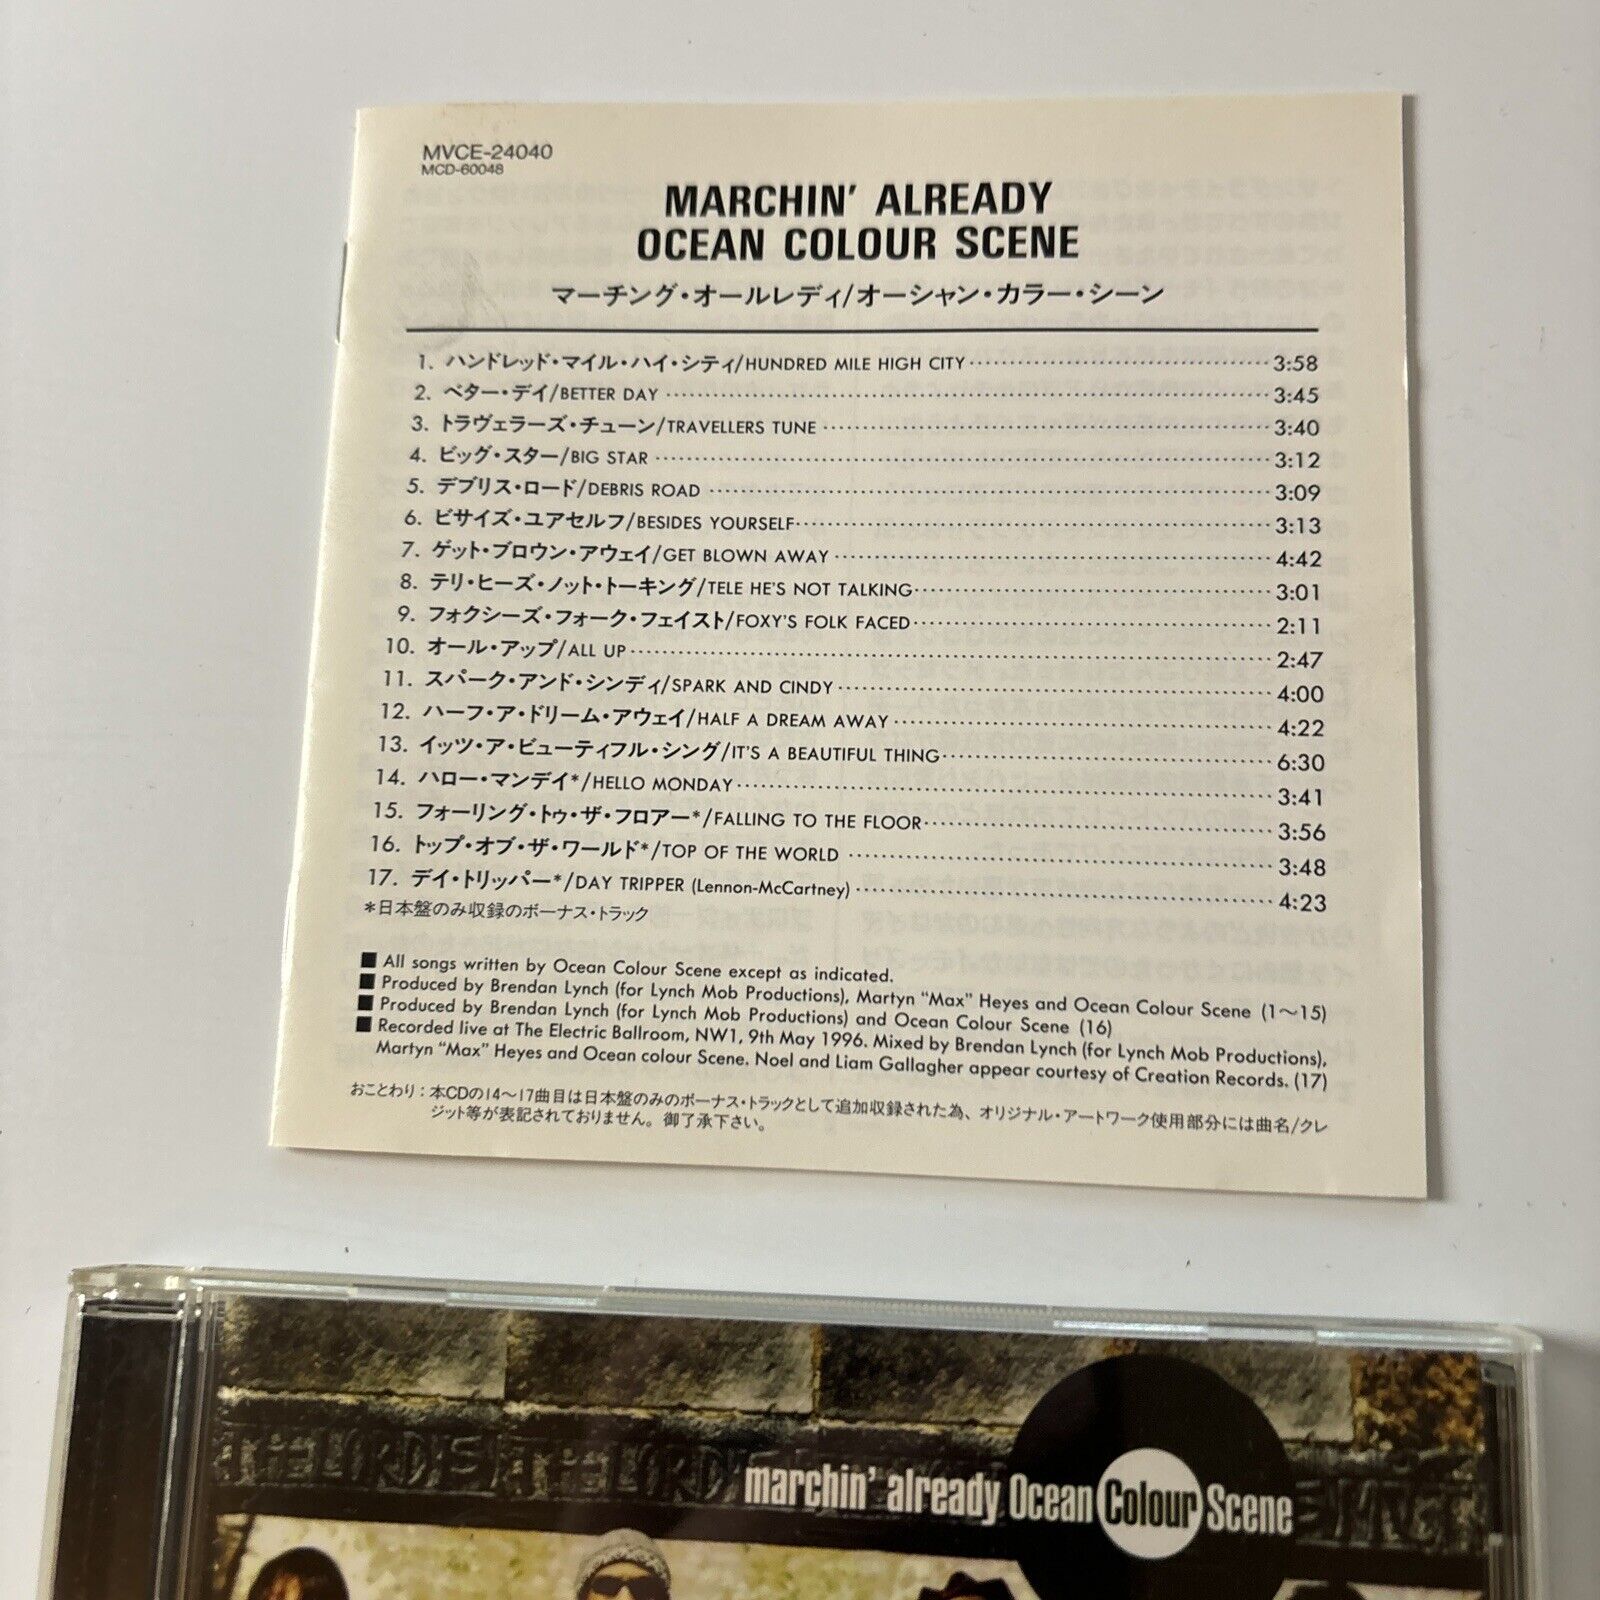 MVCE-24040
MCD-60048
MARCHIN' ALREADY
OCEAN COLOUR SCENE
マーチング・オールレディ/オーシャン・カラー・シーン
1. ハンドレッド・マイル・ハイ・シティ/HUNDRED MILE HIGH CITY 3:58
2. ベター・デイ/BETTER DAY 3:45
3. トラヴェラーズ・チューン/TRAVELLERS TUNE 3:40
4. ビッグ・スター/BIG STAR 3:12
5. デブリス・ロード/DEBRIS ROAD 3:09
6. ビサイズ・ユアセルフ/BESIDES YOURSELF 3:13
7. ゲット・ブロウン・アウェイ/GET BLOWN AWAY 4:42
8. テリ・ヒーズ・ノット・トーキング/TELE HE'S NOT TALKING 3:01
9. フォクシーズ・フォーク・フェイスト/FOXY'S FOLK FACED 2:11
10. オール・アップ/ALL UP 2:47
11. スパーク・アンド・シンディ/SPARK AND CINDY 4:00
12. ハーフ・ア・ドリーム・アウェイ/HALF A DREAM AWAY 4:22
13. イッツ・ア・ビューティフル・シング/IT'S A BEAUTIFUL THING 6:30
14. ハロー・マンデイ*/HELLO MONDAY 3:41
15. フォーリング・トゥ・ザ・フロアー*/FALLING TO THE FLOOR 3:56
16. トップ・オブ・ザ・ワールド*/TOP OF THE WORLD 3:48
17. デイ・トリッパー*/DAY TRIPPER (Lennon-McCartney) 4:23
*日本盤のみ収録のボーナス・トラック
■ All songs written by Ocean Colour Scene except as indicated.
■ Produced by Brendan Lynch (for Lynch Mob Productions), Martyn "Max" Heyes and Ocean Colour Scene (1〜15)
■ Produced by Brendan Lynch (for Lynch Mob Productions) and Ocean Colour Scene (16)
■ Recorded live at The Electric Ballroom, NW1, 9th May 1996. Mixed by Brendan Lynch (for Lynch Mob Productions),
Martyn "Max" Heyes and Ocean colour Scene. Noel and Liam Gallagher appear courtesy of Creation Records. (17)
おことわり：本CDの14〜17曲目は日本盤のみのボーナス・トラックとして追加収録された為、オリジナル・アートワーク使用部分には曲名/クレ
ジット等が表記されておりません。御了承下さい。
marchin' already Ocean Colour Scene